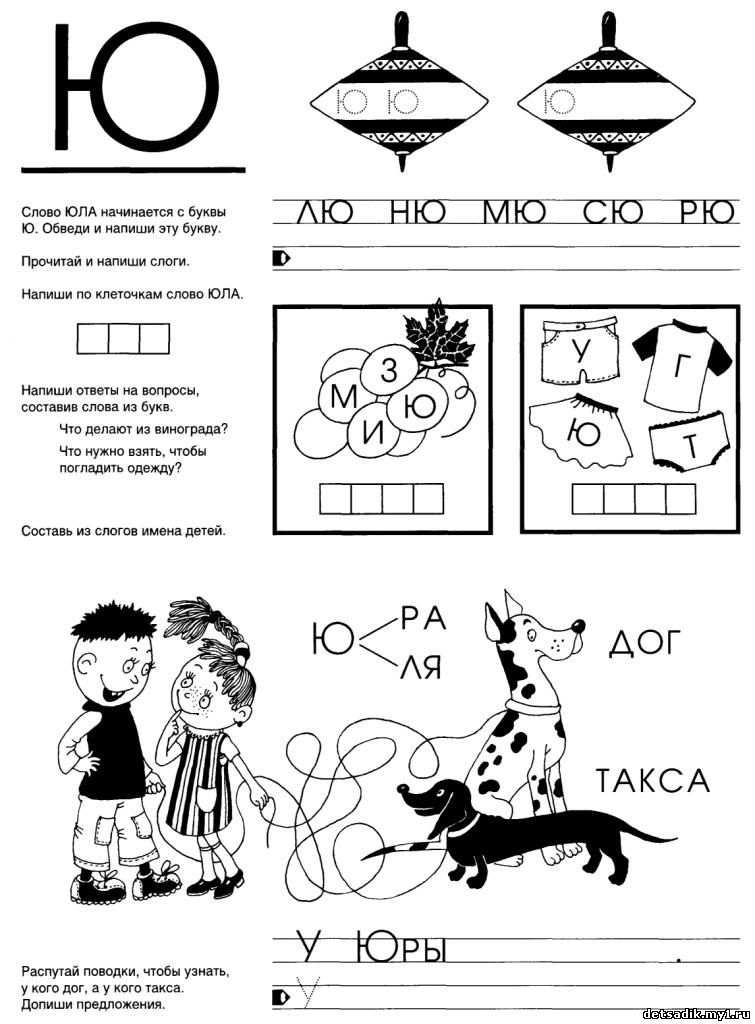 Ю
Ю Ю
Ю
Слово ЮЛА начинается с буквы
Ю. Обведи и напиши эту букву.
ЛЮ НЮ МЮ СЮ РЮ
Прочитай и напиши слоги.
Напиши по клеточкам слово ЮЛА.
Напиши ответы на вопросы,
составив слова из букв.
Что делают из винограда?
Что нужно взять, чтобы
погладить одежду?
З
М
Ю
И
У
Г
Ю
Т
Составь из слогов имена детей.
Ю
РА
ЛЯ
ДОГ
ТАКСА
У ЮРЫ .
У
Распутай поводки, чтобы узнать,
у кого дог, а у кого такса.
Допиши предложения.
detsadik.my1.ru